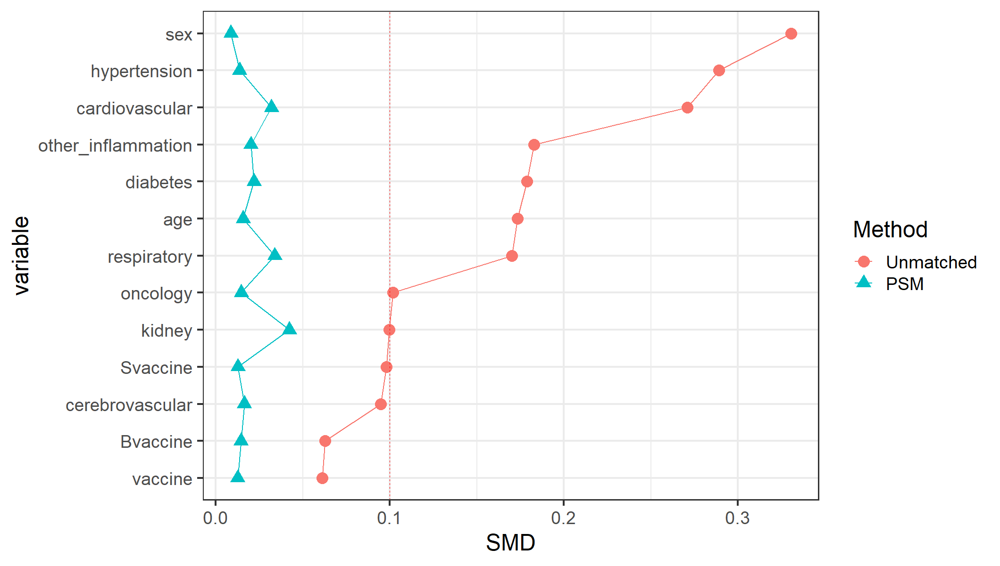 sex
hypertension
cardiovascular
other_inflammation
diabetes
age
respiratory
oncology
kidney
Svaccine
cerebrovascular
Bvaccine
vaccine
variable
0.0 0.1 0.2 0.3
SMD
Method
Unmatched
PSM